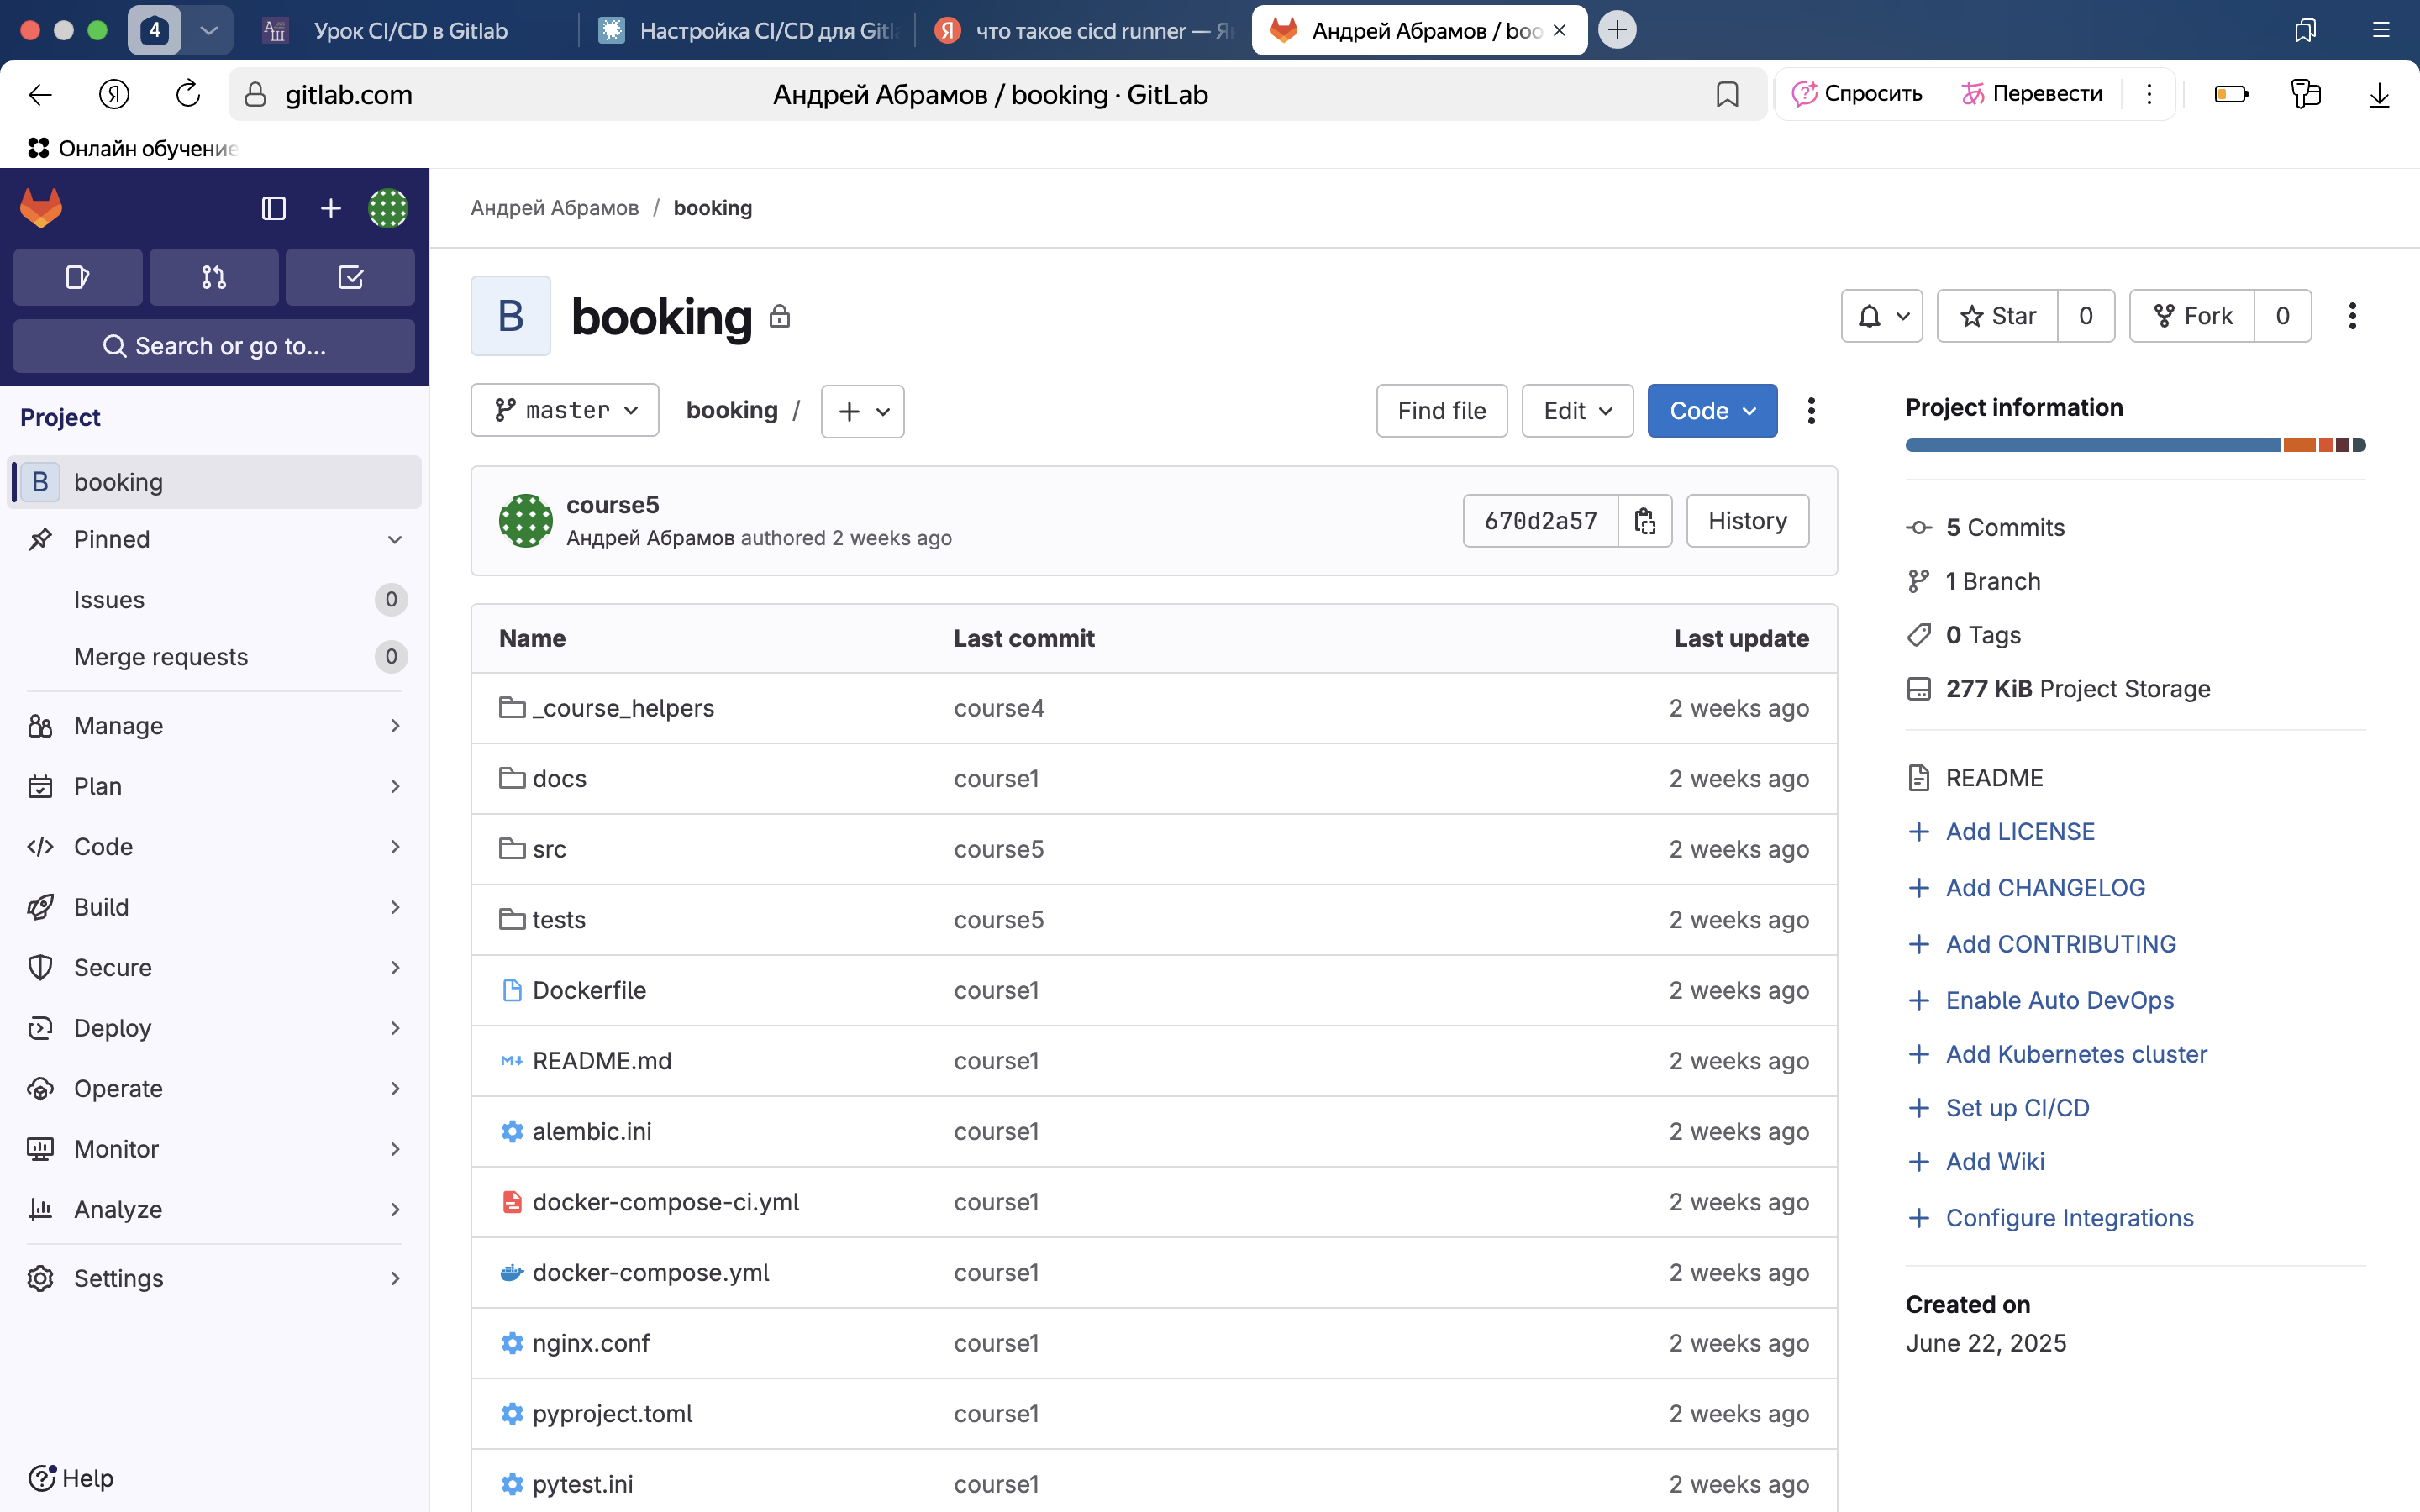 4
Урок CI/CD в Gitlab
Настройка CI/CD для Gitl
что такое cicd runner — Я
Андрей Абрамов / boo
gitlab.com
Андрей Абрамов / booking · GitLab
Спросить
Перевести
Онлайн обучение
Search or go to...
Project
B booking
Pinned
Issues 0
Merge requests 0
Manage
Plan
Code
Build
Secure
Deploy
Operate
Monitor
Analyze
Settings
Help
Андрей Абрамов / booking
B booking
Star 0
Fork 0
master
booking /
Find file
Edit
Code
course5
Андрей Абрамов authored 2 weeks ago
670d2a57
History
Name Last commit Last update
_course_helpers course4 2 weeks ago
docs course1 2 weeks ago
src course5 2 weeks ago
tests course5 2 weeks ago
Dockerfile course1 2 weeks ago
README.md course1 2 weeks ago
alembic.ini course1 2 weeks ago
docker-compose-ci.yml course1 2 weeks ago
docker-compose.yml course1 2 weeks ago
nginx.conf course1 2 weeks ago
pyproject.toml course1 2 weeks ago
pytest.ini course1 2 weeks ago
Project information
5 Commits
1 Branch
0 Tags
277 KiB Project Storage
README
Add LICENSE
Add CHANGELOG
Add CONTRIBUTING
Enable Auto DevOps
Add Kubernetes cluster
Set up CI/CD
Add Wiki
Configure Integrations
Created on
June 22, 2025